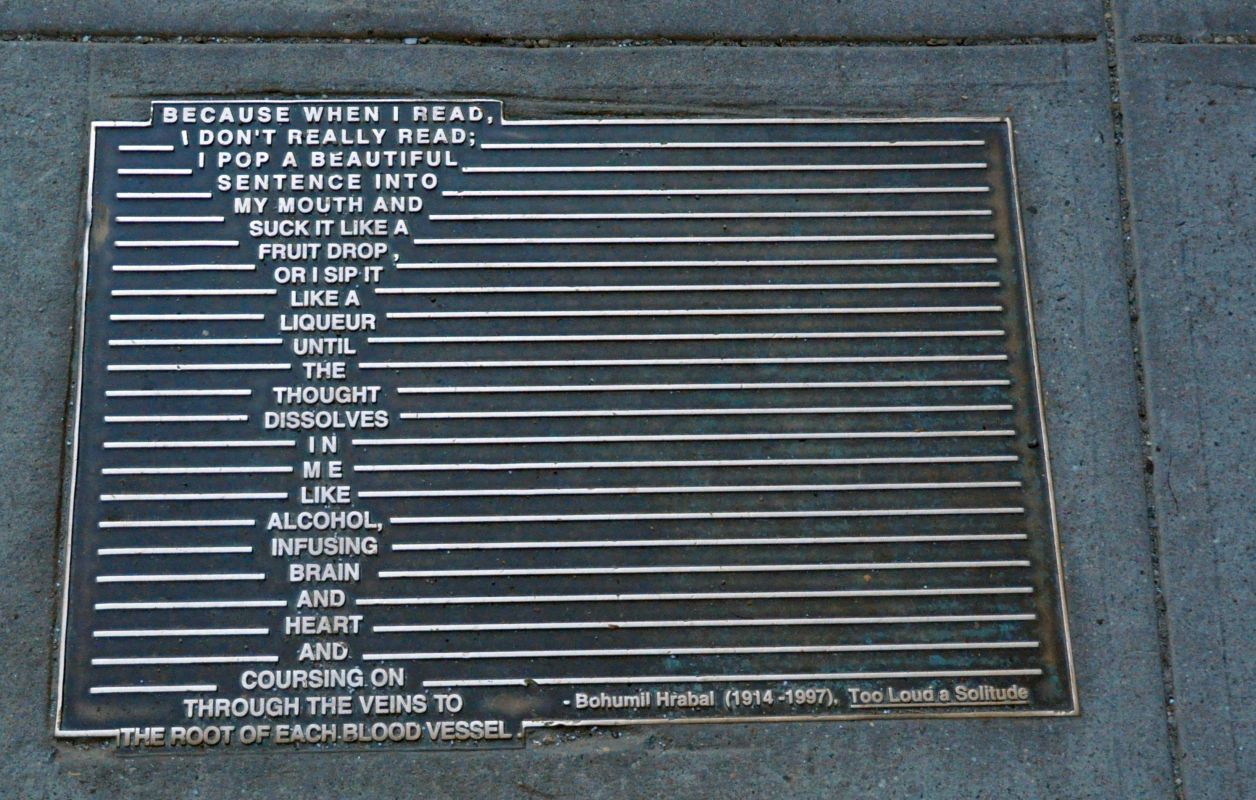 BECAUSE WHEN I READ,
I DON'T REALLY READ;
I POP A BEAUTIFUL
SENTENCE INTO
MY MOUTH AND
SUCK IT LIKE A
FRUIT DROP,
OR I SIP IT
LIKE A
LIQUEUR
UNTIL
THE
THOUGHT
DISSOLVES
IN
ME
LIKE
ALCOHOL,
INFUSING
BRAIN
AND
HEART
AND
COURSING ON
THROUGH THE VEINS TO
THE ROOT OF EACH BLOOD VESSEL.
- Bohumil Hrabal (1914 -1997), Too Loud a Solitude